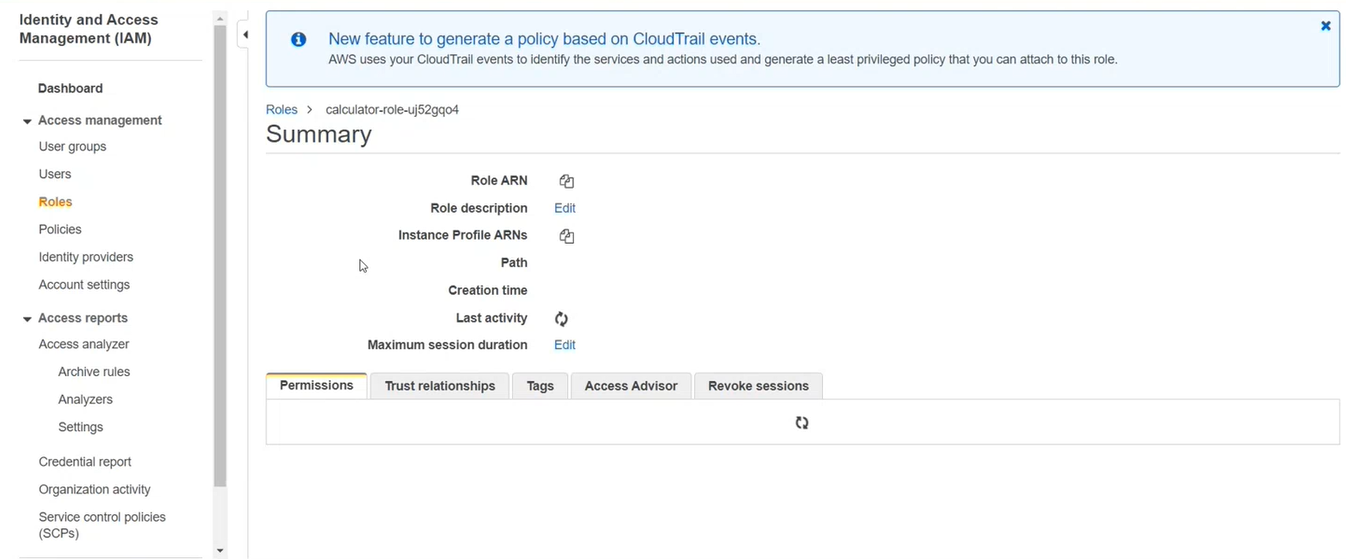 Identity and Access
Management (IAM)
Dashboard
Access management
User groups
Users
Roles
Policies
Identity providers
Account settings
Access reports
Access analyzer
Archive rules
Analyzers
Settings
Credential report
Organization activity
Service control policies
(SCPs)
New feature to generate a policy based on CloudTrail events.
AWS uses your CloudTrail events to identify the services and actions used and generate a least privileged policy that you can attach to this role.
Roles > calculator-role-uj52gqo4
Summary
Role ARN
Role description Edit
Instance Profile ARNs
Path
Creation time
Last activity
Maximum session duration Edit
Permissions Trust relationships Tags Access Advisor Revoke sessions